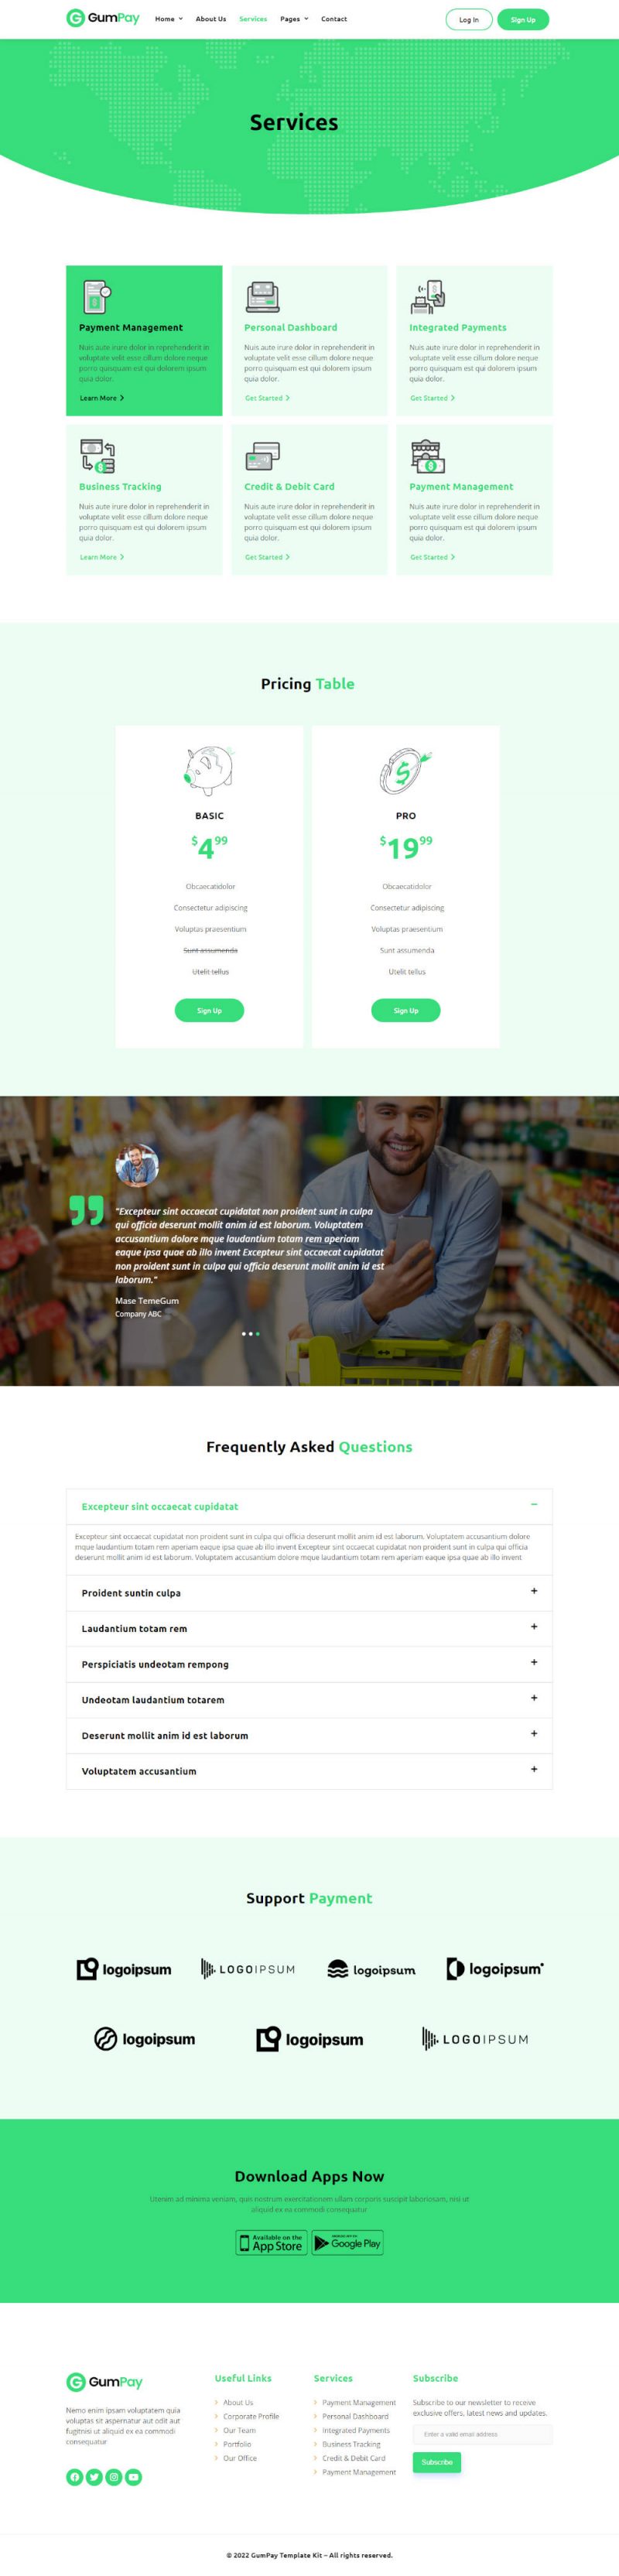 GumPay
Home
About Us
Services
Pages
Contact
Log In
Sign Up
Services
Payment Management
Nuis aute irure dolor in reprehenderit in
voluptate velit esse cillum dolore neque
porro quisquam est qui dolorem ipsum
quia dolor.
Learn More
Personal Dashboard
Nuis aute irure dolor in reprehenderit in
voluptate velit esse cillum dolore neque
porro quisquam est qui dolorem ipsum
quia dolor.
Get Started
Integrated Payments
Nuis aute irure dolor in reprehenderit in
voluptate velit esse cillum dolore neque
porro quisquam est qui dolorem ipsum
quia dolor.
Get Started
Business Tracking
Nuis aute irure dolor in reprehenderit in
voluptate velit esse cillum dolore neque
porro quisquam est qui dolorem ipsum
quia dolor.
Learn More
Credit & Debit Card
Nuis aute irure dolor in reprehenderit in
voluptate velit esse cillum dolore neque
porro quisquam est qui dolorem ipsum
quia dolor.
Get Started
Payment Management
Nuis aute irure dolor in reprehenderit in
voluptate velit esse cillum dolore neque
porro quisquam est qui dolorem ipsum
quia dolor.
Get Started
Pricing Table
BASIC
$4.99
Obcaecatidolor
Consectetur adipiscing
Voluptas praesentium
Sunt assumenda
Utelit tellus
Sign Up
PRO
$19.99
Obcaecatidolor
Consectetur adipiscing
Voluptas praesentium
Sunt assumenda
Utelit tellus
Sign Up
"Excepteur sint occaecat cupidatat non proident sunt in culpa
qui officia deserunt mollit anim id est laborum. Voluptatem
accusantium dolore mque laudantium totam rem aperiam
eaque ipsa quae ab illo invent Excepteur sint occaecat cupidatat
non proident sunt in culpa qui officia deserunt mollit anim id est
laborum."
Mase TemeGum
Company ABC
Frequently Asked Questions
Excepteur sint occaecat cupidatat
Excepteur sint occaecat cupidatat non proident sunt in culpa qui officia deserunt mollit anim id est laborum. Voluptatem accusantium dolore
mque laudantium totam rem aperiam eaque ipsa quae ab illo invent Excepteur sint occaecat cupidatat non proident sunt in culpa qui officia
deserunt mollit anim id est laborum. Voluptatem accusantium dolore mque laudantium totam rem aperiam eaque ipsa quae ab illo invent
Proident suntin culpa
Laudantium totam rem
Perspiciatis undeotam rempong
Undeotam laudantium totarem
Deserunt mollit anim id est laborum
Voluptatem accusantium
Support Payment
logoipsum
LOGOIPSUM
logoipsum
logoipsum
logoipsum
logoipsum
LOGOIPSUM
Download Apps Now
Utenim ad minima veniam, quis nostrum exercitationem ullam corporis suscipit laboriosam, nisi ut
aliquid ex ea commodi consequatur
Available on the
App Store
Google Play
GumPay
Nemo enim ipsam voluptatem quia
voluptas sit aspernatur aut odit aut
fugitnisi ut aliquid ex ea commodi
consequatur
Useful Links
About Us
Corporate Profile
Our Team
Portfolio
Our Office
Services
Payment Management
Personal Dashboard
Integrated Payments
Business Tracking
Credit & Debit Card
Payment Management
Subscribe
Subscribe to our newsletter to receive
exclusive offers, latest news and updates.
Enter a valid email address
Subscribe
© 2022 GumPay Template Kit – All rights reserved.